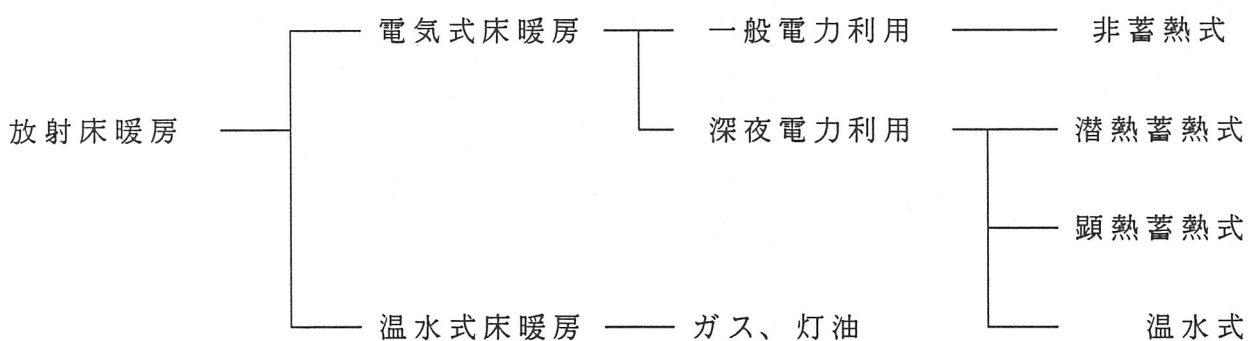 電気式床暖房 一般電力利用 非蓄熱式
放射床暖房 深夜電力利用 潜熱蓄熱式
顕熱蓄熱式
温水式床暖房 ガス、灯油 温水式